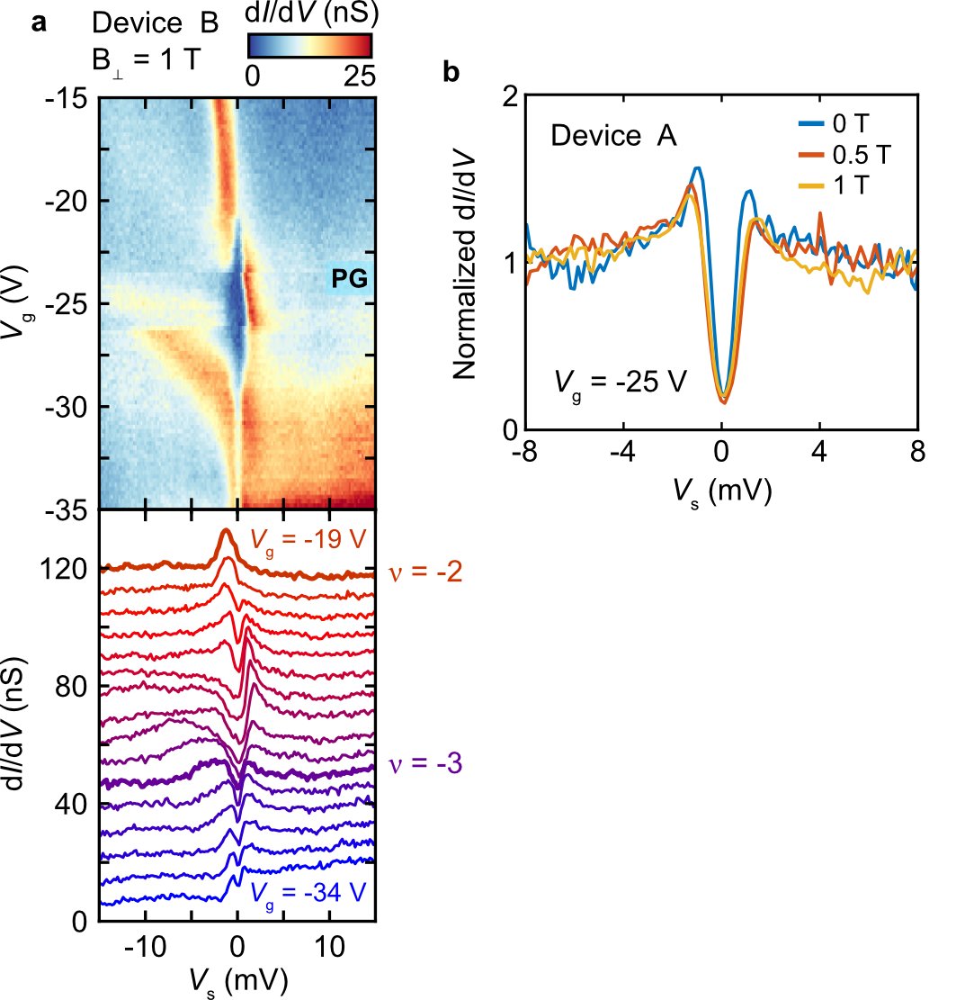 a
Device B
B⊥ = 1 T
dI/dV (nS)
0 25
-15
-20
-25
-30
-35
Vg (V)
PG
Vg = -19 V
ν = -2
ν = -3
Vg = -34 V
120
80
40
0
dI/dV (nS)
-10 0 10
Vs (mV)
b
2
1
0
Normalized dI/dV
Device A
0 T
0.5 T
1 T
Vg = -25 V
-8 -4 0 4 8
Vs (mV)